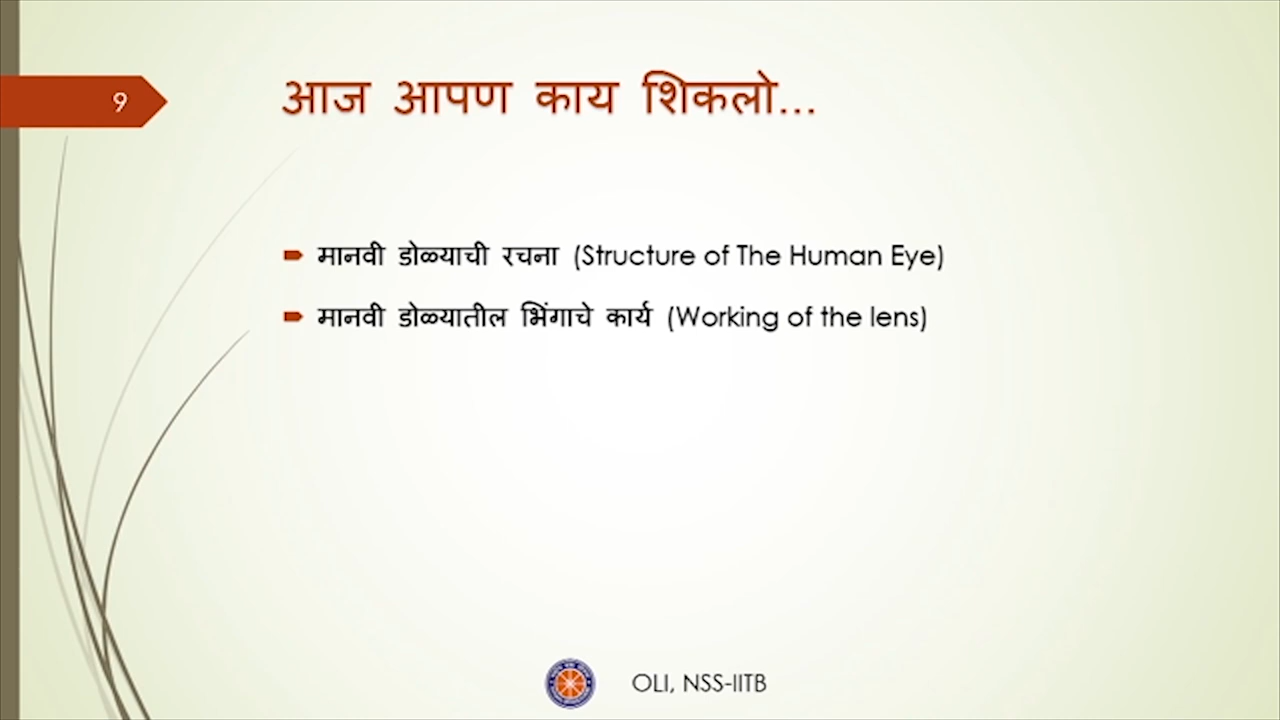 9
आज आपण काय शिकलो...
मानवी डोळ्याची रचना (Structure of The Human Eye)
मानवी डोळ्यातील भिंगाचे कार्य (Working of the lens)
OLI, NSS-IITB